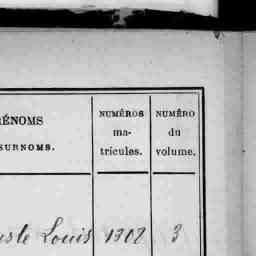 NUMÉROS NUMÉRO
ÉNOMS
ma- du
SURNOMS.
tricules. volume.
Louis 1302 3